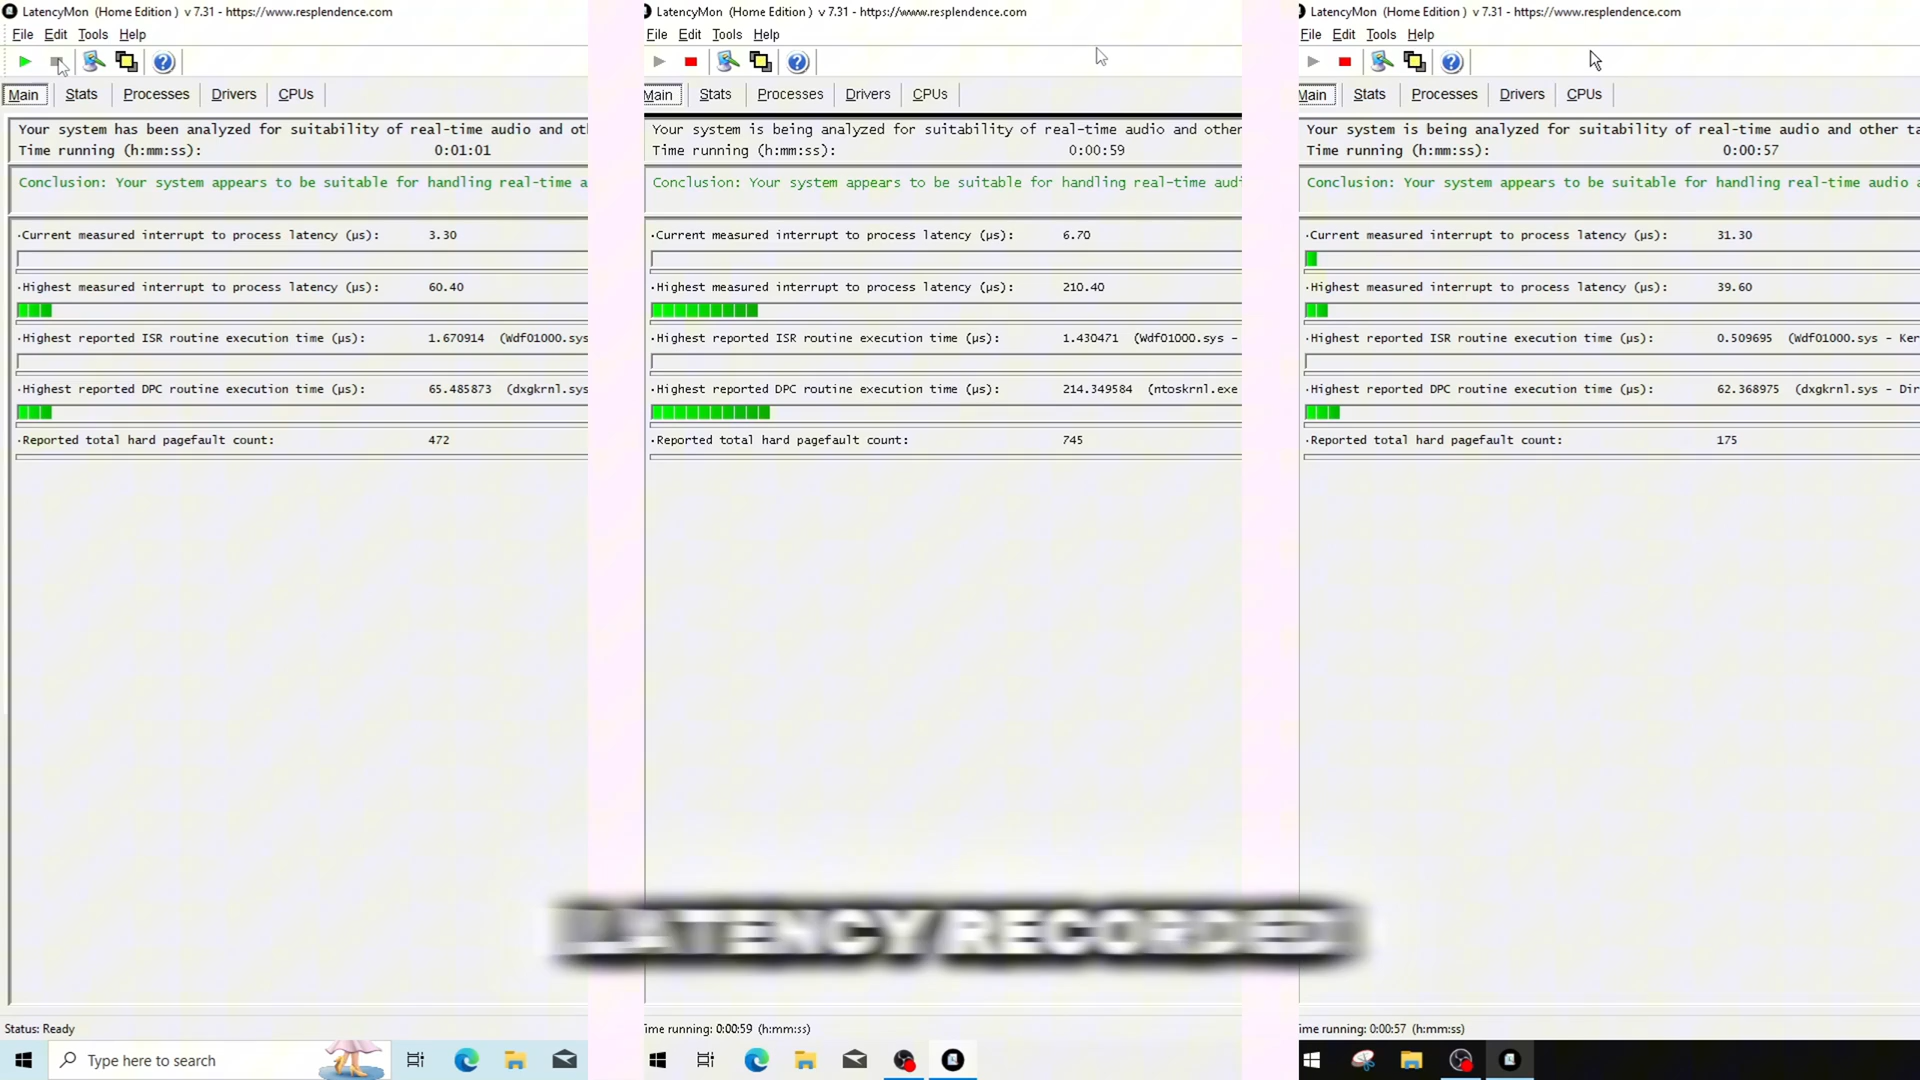 LatencyMon (Home Edition ) v 7.31 - https://www.resplendence.com
File Edit Tools Help
Main Stats Processes Drivers CPUs
Your system has been analyzed for suitability of real-time audio and ot
Time running (h:mm:ss): 0:01:01
Conclusion: Your system appears to be suitable for handling real-time a
Current measured interrupt to process latency (µs): 3.30
Highest measured interrupt to process latency (µs): 60.40
Highest reported ISR routine execution time (µs): 1.670914 (Wdf01000.sys
Highest reported DPC routine execution time (µs): 65.485873 (dxgkrnl.sys
Reported total hard pagefault count: 472
Status: Ready
Type here to search
LatencyMon (Home Edition ) v 7.31 - https://www.resplendence.com
File Edit Tools Help
Main Stats Processes Drivers CPUs
Your system is being analyzed for suitability of real-time audio and other
Time running (h:mm:ss): 0:00:59
Conclusion: Your system appears to be suitable for handling real-time audi
Current measured interrupt to process latency (µs): 6.70
Highest measured interrupt to process latency (µs): 210.40
Highest reported ISR routine execution time (µs): 1.430471 (Wdf01000.sys -
Highest reported DPC routine execution time (µs): 214.349584 (ntoskrnl.exe
Reported total hard pagefault count: 745
ime running: 0:00:59 (h:mm:ss)
LatencyMon (Home Edition ) v 7.31 - https://www.resplendence.com
File Edit Tools Help
Main Stats Processes Drivers CPUs
Your system is being analyzed for suitability of real-time audio and other ta
Time running (h:mm:ss): 0:00:57
Conclusion: Your system appears to be suitable for handling real-time audio a
Current measured interrupt to process latency (µs): 31.30
Highest measured interrupt to process latency (µs): 39.60
Highest reported ISR routine execution time (µs): 0.509695 (Wdf01000.sys - Ker
Highest reported DPC routine execution time (µs): 62.368975 (dxgkrnl.sys - Dir
Reported total hard pagefault count: 175
ime running: 0:00:57 (h:mm:ss)
LATENCY RECORDED